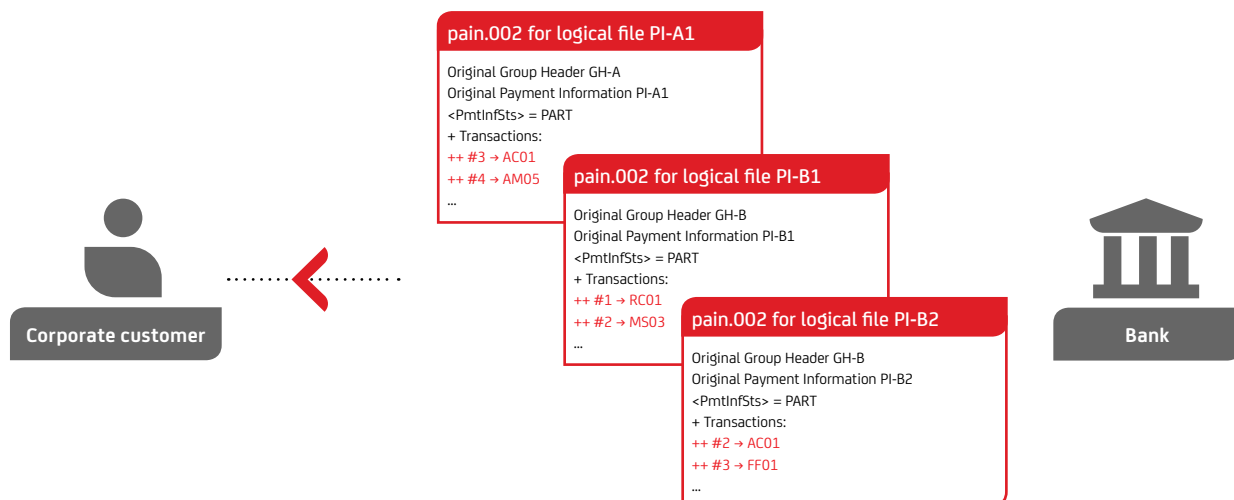 pain.002 for logical file PI-A1
Original Group Header GH-A
Original Payment Information PI-A1
<PmtInfSts> = PART
+ Transactions:
++ #3 → AC01
++ #4 → AM05
...
pain.002 for logical file PI-B1
Original Group Header GH-B
Original Payment Information PI-B1
<PmtInfSts> = PART
+ Transactions:
++ #1 → RC01
++ #2 → MS03
...
pain.002 for logical file PI-B2
Original Group Header GH-B
Original Payment Information PI-B2
<PmtInfSts> = PART
+ Transactions:
++ #2 → AC01
++ #3 → FF01
...
Corporate customer
Bank